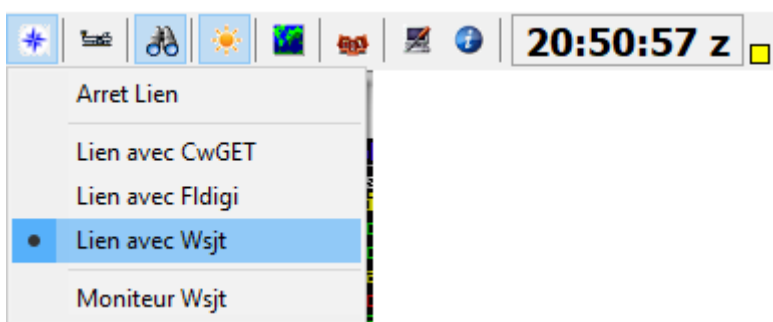 20:50:57 z
Arret Lien
Lien avec CwGET
Lien avec Fldigi
Lien avec Wsjt
Moniteur Wsjt